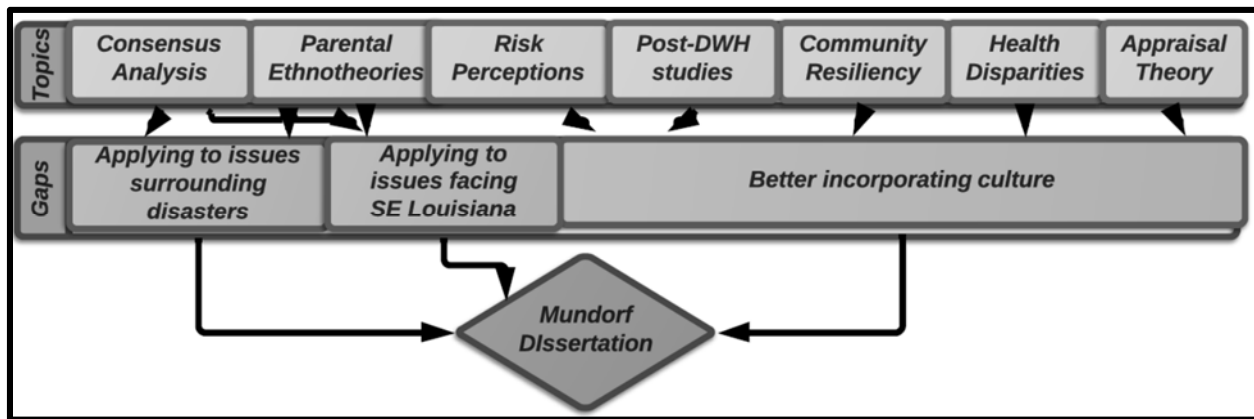 Topics
Consensus
Analysis
Parental
Ethnotheories
Risk
Perceptions
Post-DWH
studies
Community
Resiliency
Health
Disparities
Appraisal
Theory
Gaps
Applying to issues
surrounding
disasters
Applying to
issues facing
SE Louisiana
Better incorporating culture
Mundorf
DIssertation